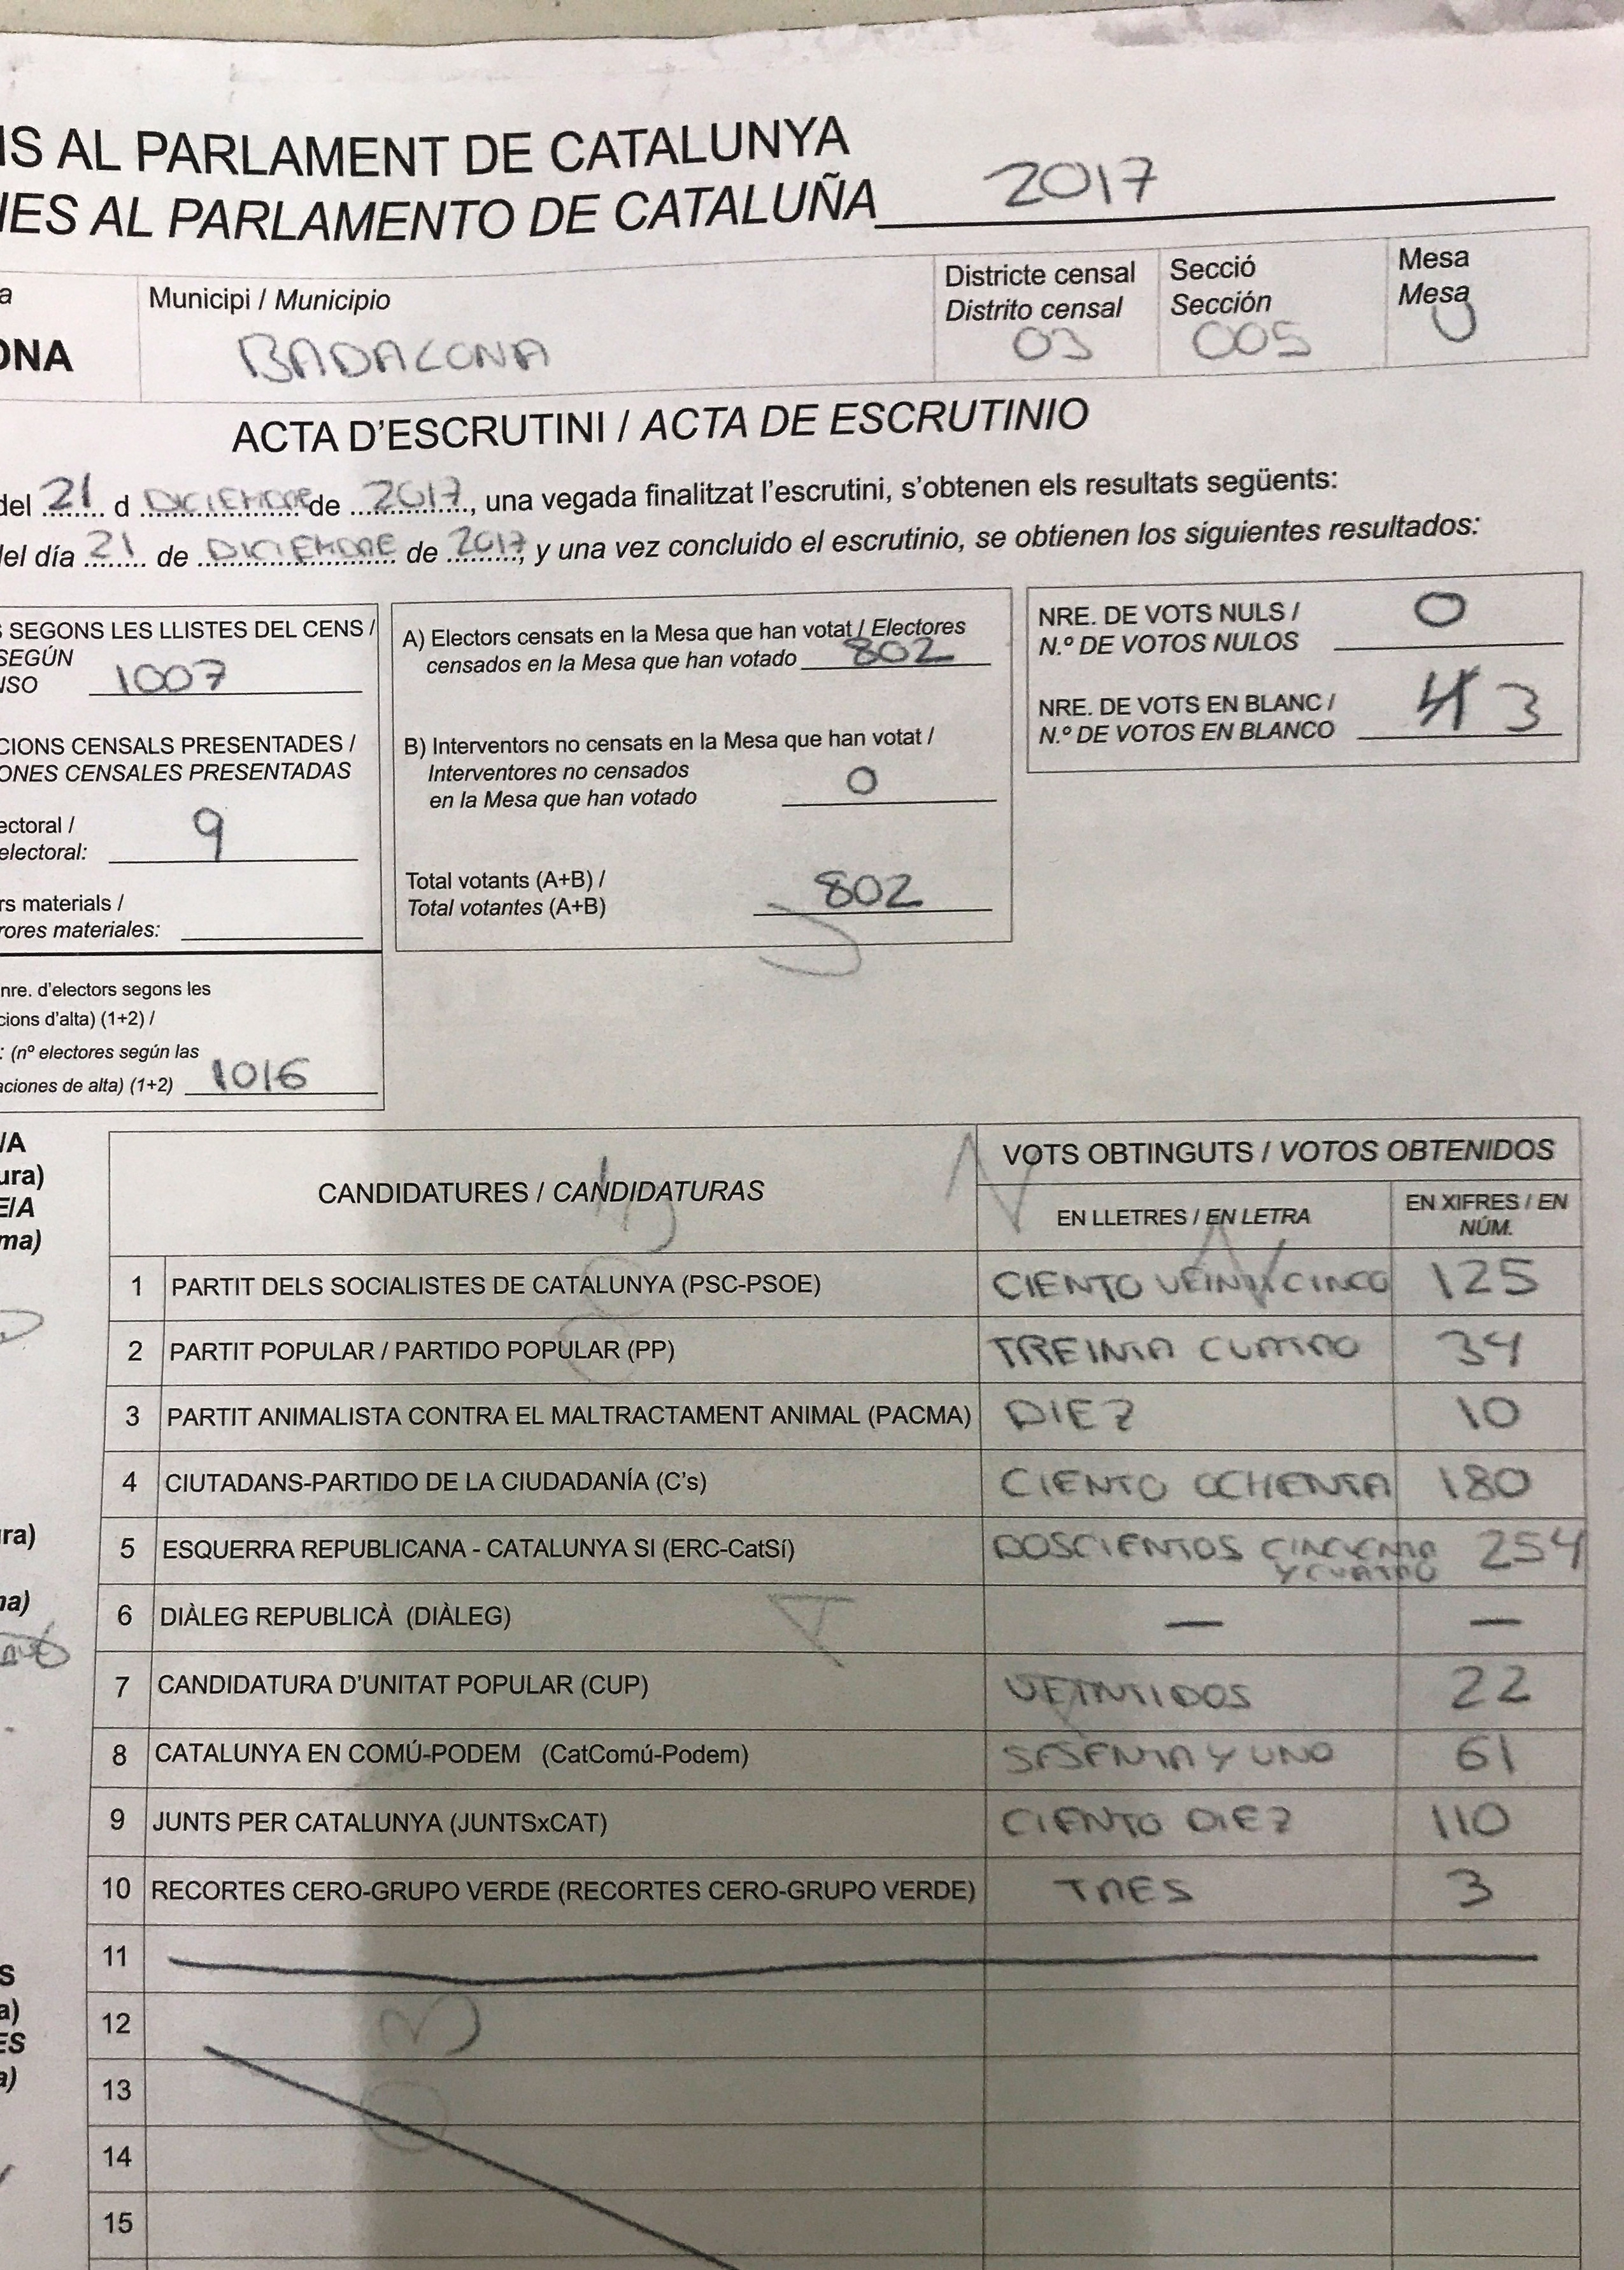 NS AL PARLAMENT DE CATALUNYA
NES AL PARLAMENTO DE CATALUÑA 2017
Municipi / Municipio
BADALONA
Districte censal
Distrito censal
03
Secció
Sección
005
Mesa
Mesa
U
ONA
ACTA D'ESCRUTINI / ACTA DE ESCRUTINIO
del 21 d DICIEMBRE de 2017, una vegada finalitzat l'escrutini, s'obtenen els resultats següents:
del día 21 de DICIEMBRE de 2017, y una vez concluido el escrutinio, se obtienen los siguientes resultados:
SEGONS LES LLISTES DEL CENS /
SEGÚN
1007
CIONS CENSALS PRESENTADES /
ONES CENSALES PRESENTADAS
ectoral /
electoral: 9
rs materials /
rores materiales:
nre. d'electors segons les
cions d'alta) (1+2) /
: (nº electores según las
aciones de alta) (1+2) 1016
A) Electors censats en la Mesa que han votat / Electores
censados en la Mesa que han votado 802
B) Interventors no censats en la Mesa que han votat /
Interventores no censados
en la Mesa que han votado 0
Total votants (A+B) /
Total votantes (A+B) 802
NRE. DE VOTS NULS /
N.º DE VOTOS NULOS 0
NRE. DE VOTS EN BLANC /
N.º DE VOTOS EN BLANCO 3
CANDIDATURES / CANDIDATURAS
VOTS OBTINGUTS / VOTOS OBTENIDOS
EN LLETRES / EN LETRA
EN XIFRES / EN
NÚM.
1 PARTIT DELS SOCIALISTES DE CATALUNYA (PSC-PSOE) CIENTO VEINTICINCO 125
2 PARTIT POPULAR / PARTIDO POPULAR (PP) TREINTA CUATRO 34
3 PARTIT ANIMALISTA CONTRA EL MALTRACTAMENT ANIMAL (PACMA) DIEZ 10
4 CIUTADANS-PARTIDO DE LA CIUDADANÍA (C's) CIENTO OCHENTA 180
5 ESQUERRA REPUBLICANA - CATALUNYA SI (ERC-CatSí) DOSCIENTOS CINCUENTA Y CUATRO 254
6 DIÀLEG REPUBLICÀ (DIÀLEG) — —
7 CANDIDATURA D'UNITAT POPULAR (CUP) VEINTIDOS 22
8 CATALUNYA EN COMÚ-PODEM (CatComú-Podem) SESENTA Y UNO 61
9 JUNTS PER CATALUNYA (JUNTSxCAT) CIENTO DIEZ 110
10 RECORTES CERO-GRUPO VERDE (RECORTES CERO-GRUPO VERDE) TRES 3
11
12
13
14
15